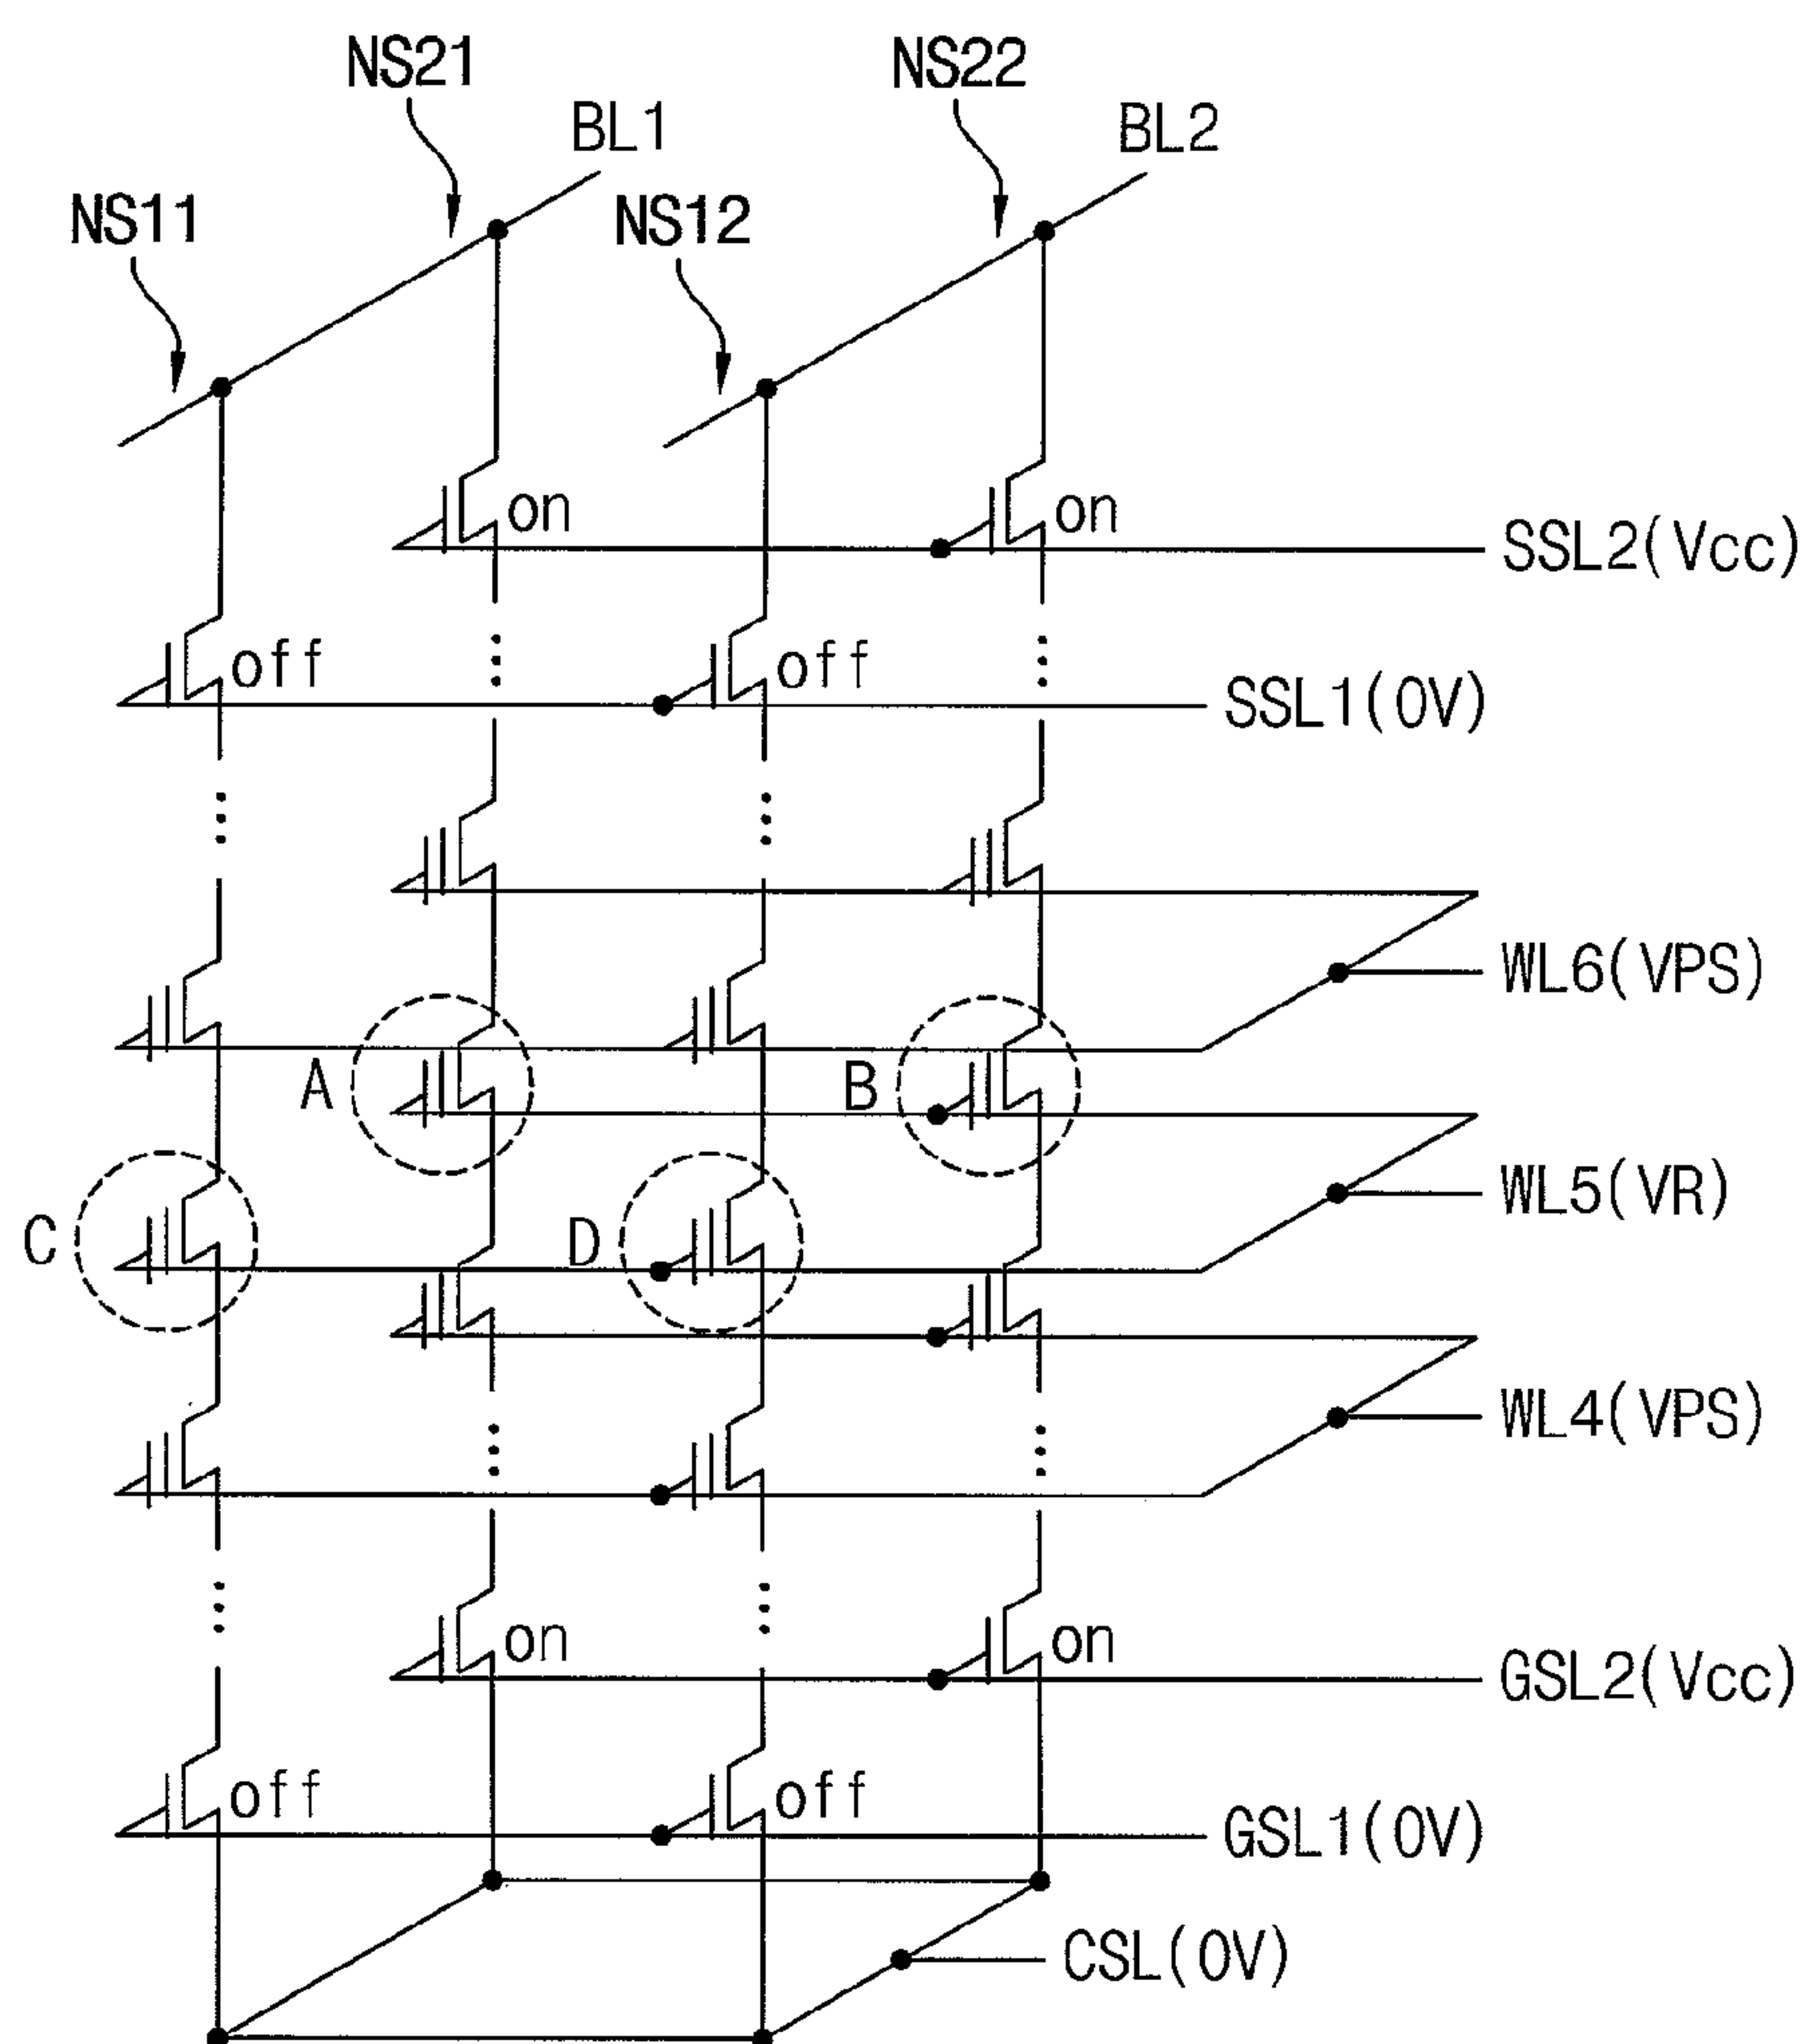 NS21
NS22
BL1
BL2
NS11
NS12
on
on
SSL2(Vcc)
off
off
SSL1(0V)
WL6(VPS)
A
B
WL5(VR)
C
D
WL4(VPS)
on
on
GSL2(Vcc)
off
off
GSL1(0V)
CSL(0V)